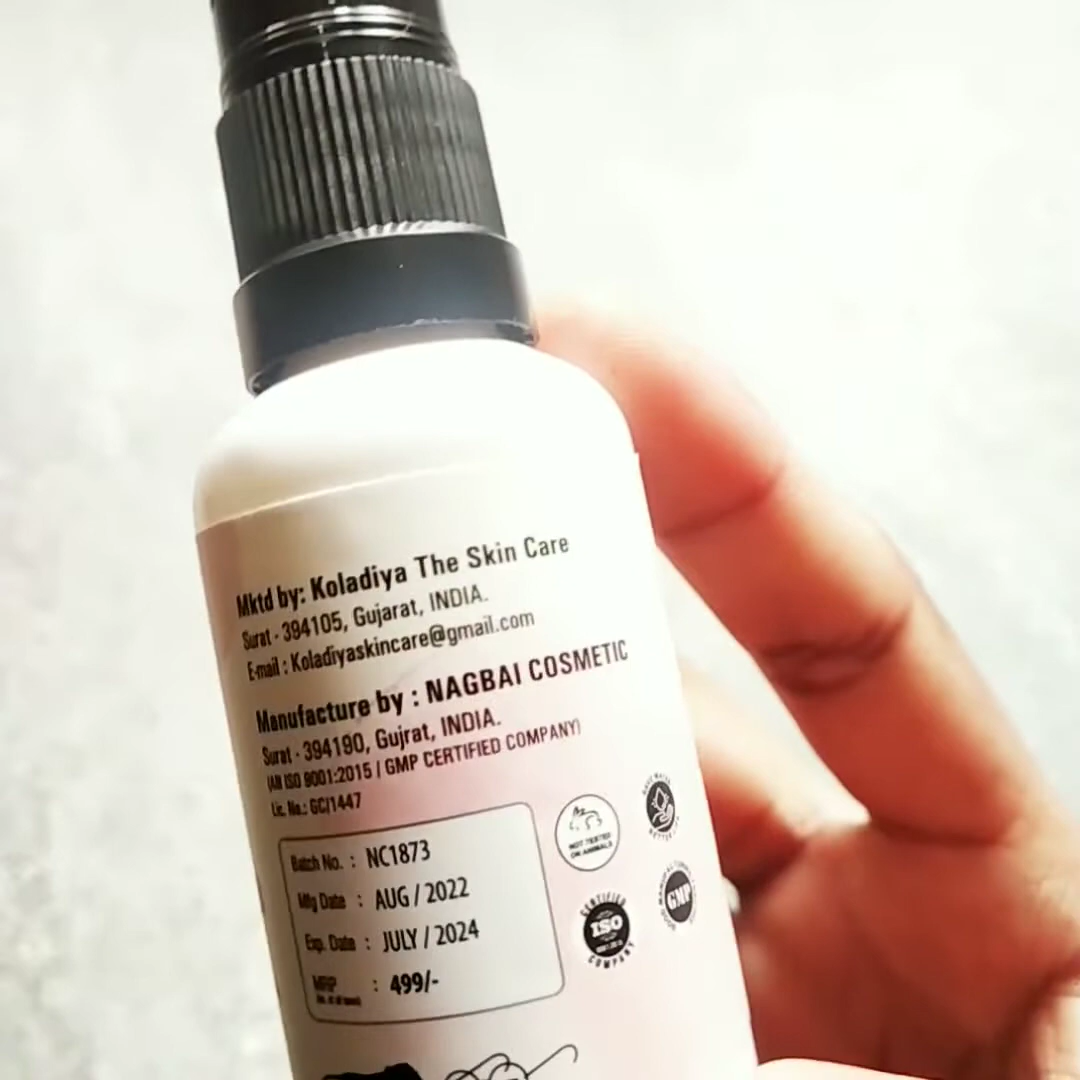 Mktd by: Koladiya The Skin Care
Surat - 394105, Gujarat, INDIA.
E-mail : Koladiyaskincare@gmail.com
Manufacture by : NAGBAI COSMETIC
Surat - 394190, Gujrat, INDIA.
(AN ISO 9001:2015 / GMP CERTIFIED COMPANY)
Lic. No.: GC/1447
Batch No. : NC1873
Mfg Date : AUG / 2022
Exp. Date : JULY / 2024
MRP : 499/-
NOT TESTED
ON ANIMALS
CERTIFIED
ISO
COMPANY
GMP